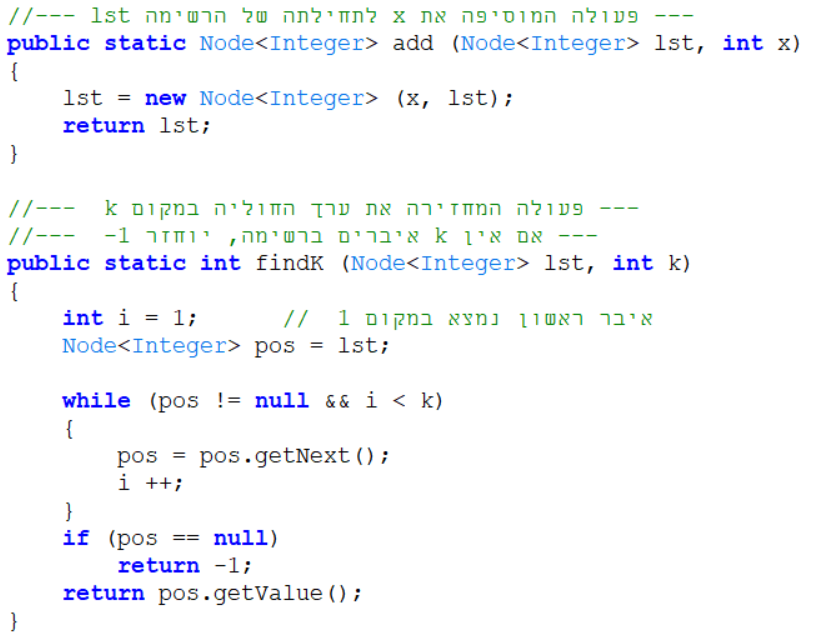 //--- פעולה המוסיפה את x לתחילתה של הרשימה lst ---
public static Node<Integer> add (Node<Integer> lst, int x)
{
lst = new Node<Integer> (x, lst);
return lst;
}
//--- פעולה המחזירה את ערך החוליה במקום k ---
//--- אם אין k איברים ברשימה, יוחזר -1 ---
public static int findK (Node<Integer> lst, int k)
{
int i = 1; // איבר ראשון נמצא במקום 1
Node<Integer> pos = lst;
while (pos != null && i < k)
{
pos = pos.getNext();
i ++;
}
if (pos == null)
return -1;
return pos.getValue();
}